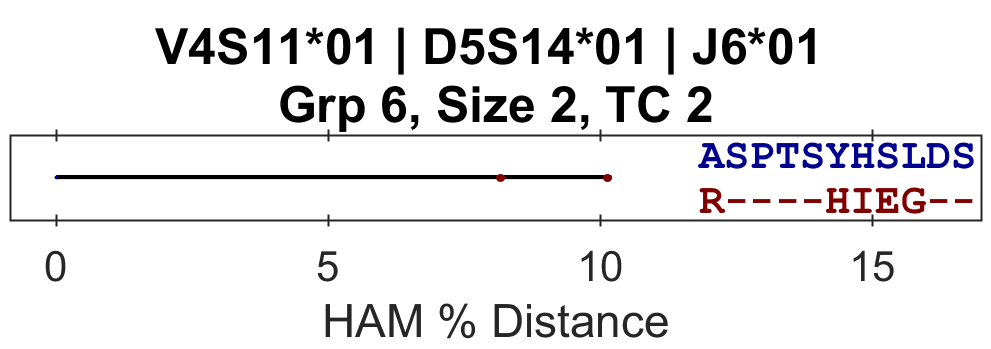 V4S11*01 | D5S14*01 | J6*01
Grp 6, Size 2, TC 2
ASPTSYHSLDS
R----HIEG--
0 5 10 15
HAM % Distance